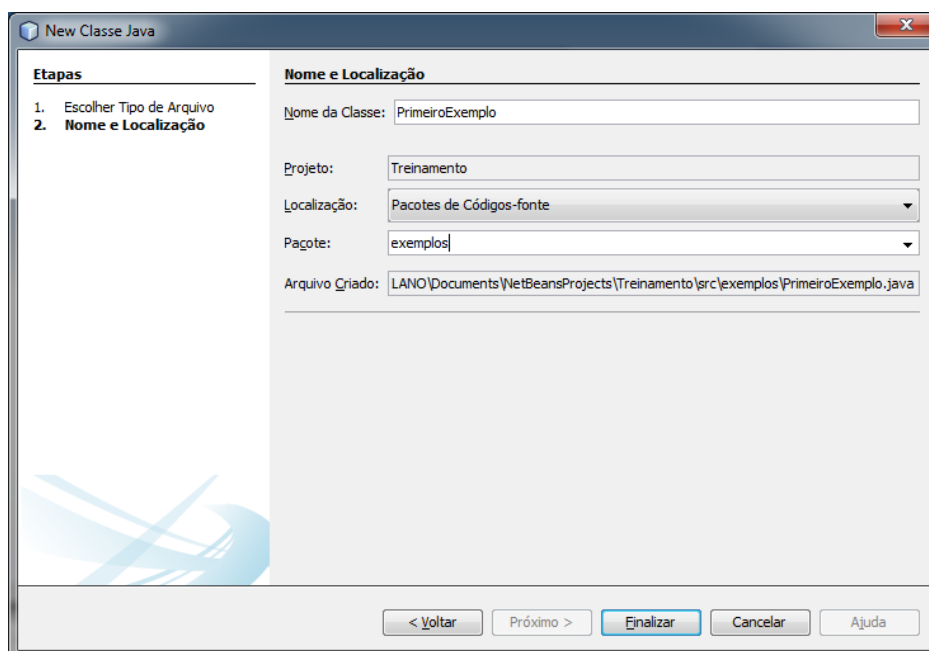 New Classe Java
Etapas
1. Escolher Tipo de Arquivo
2. Nome e Localização
Nome e Localização
Nome da Classe: PrimeiroExemplo
Projeto: Treinamento
Localização: Pacotes de Códigos-fonte
Pacote: exemplos
Arquivo Criado: LANO\Documents\NetBeansProjects\Treinamento\src\exemplos\PrimeiroExemplo.java
< Voltar Próximo > Finalizar Cancelar Ajuda